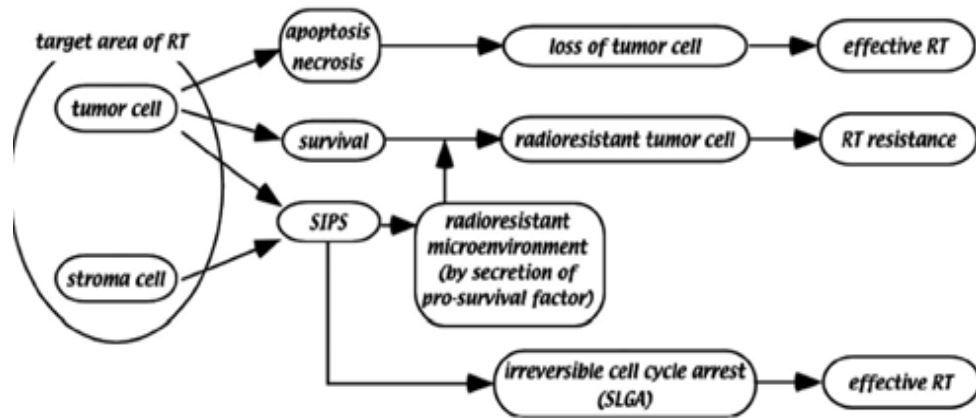 target area of RT
apoptosis
necrosis
loss of tumor cell
effective RT
tumor cell
survival
radioresistant tumor cell
RT resistance
SIPS
radioresistant
microenvironment
(by secretion of
pro-survival factor)
stroma cell
irreversible cell cycle arrest
(SLGA)
effective RT